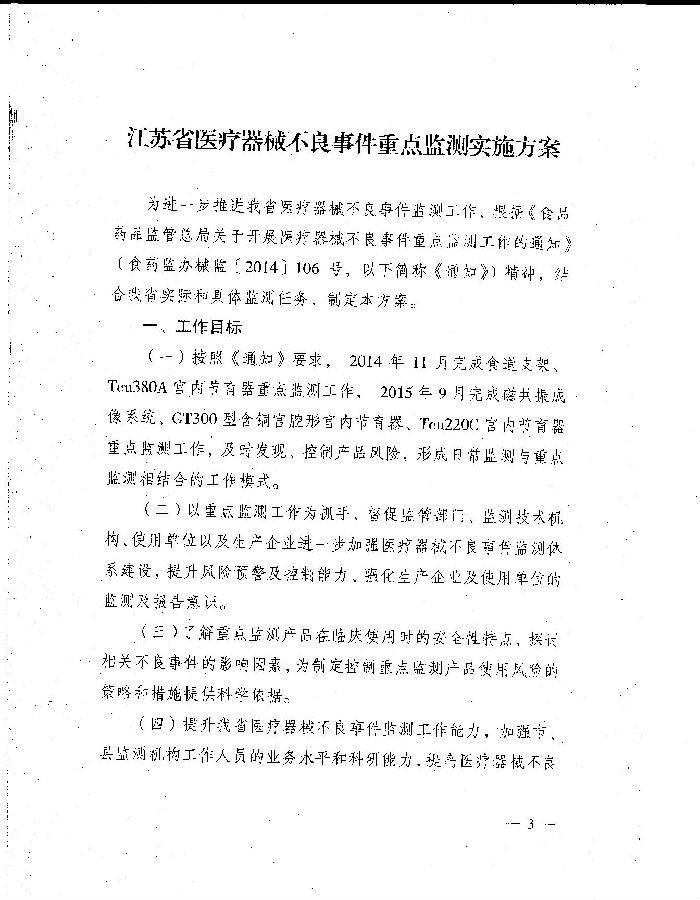 江苏省医疗器械不良事件重点监测实施方案
为进一步推进我省医疗器械不良事件监测工作、根据《食品
药品监管总局关于开展医疗器械不良事件重点监测工作的通知》
（食药监办械监〔2014〕106 号，以下简称《通知》）精神，结
合我省实际和具体监测任务、制定本方案。
一、工作目标
（一）按照《通知》要求， 2014 年 11 月完成食道支架、
Tcu380A 宫内节育器重点监测工作， 2015 年 9 月完成磁共振成
像系统、GT300 型含铜宫腔形宫内节育器、Tcu220C 宫内节育器
重点监测工作，及时发现、控制产品风险，形成日常监测与重点
监测相结合的工作模式。
（二）以重点监测工作为抓手、督促监管部门、监测技术机
构、使用单位以及生产企业进一步加强医疗器械不良事件监测体
系建设，提升风险预警及控制能力、强化生产企业及使用单位的
监测及报告意识。
（三）了解重点监测产品在临床使用时的安全性特点，探讨
相关不良事件的影响因素，为制定控制重点监测产品使用风险的
策略和措施提供科学依据。
（四）提升我省医疗器械不良事件监测工作能力，加强市、
县监测机构工作人员的业务水平和科研能力，提高医疗器械不良
— 3 —